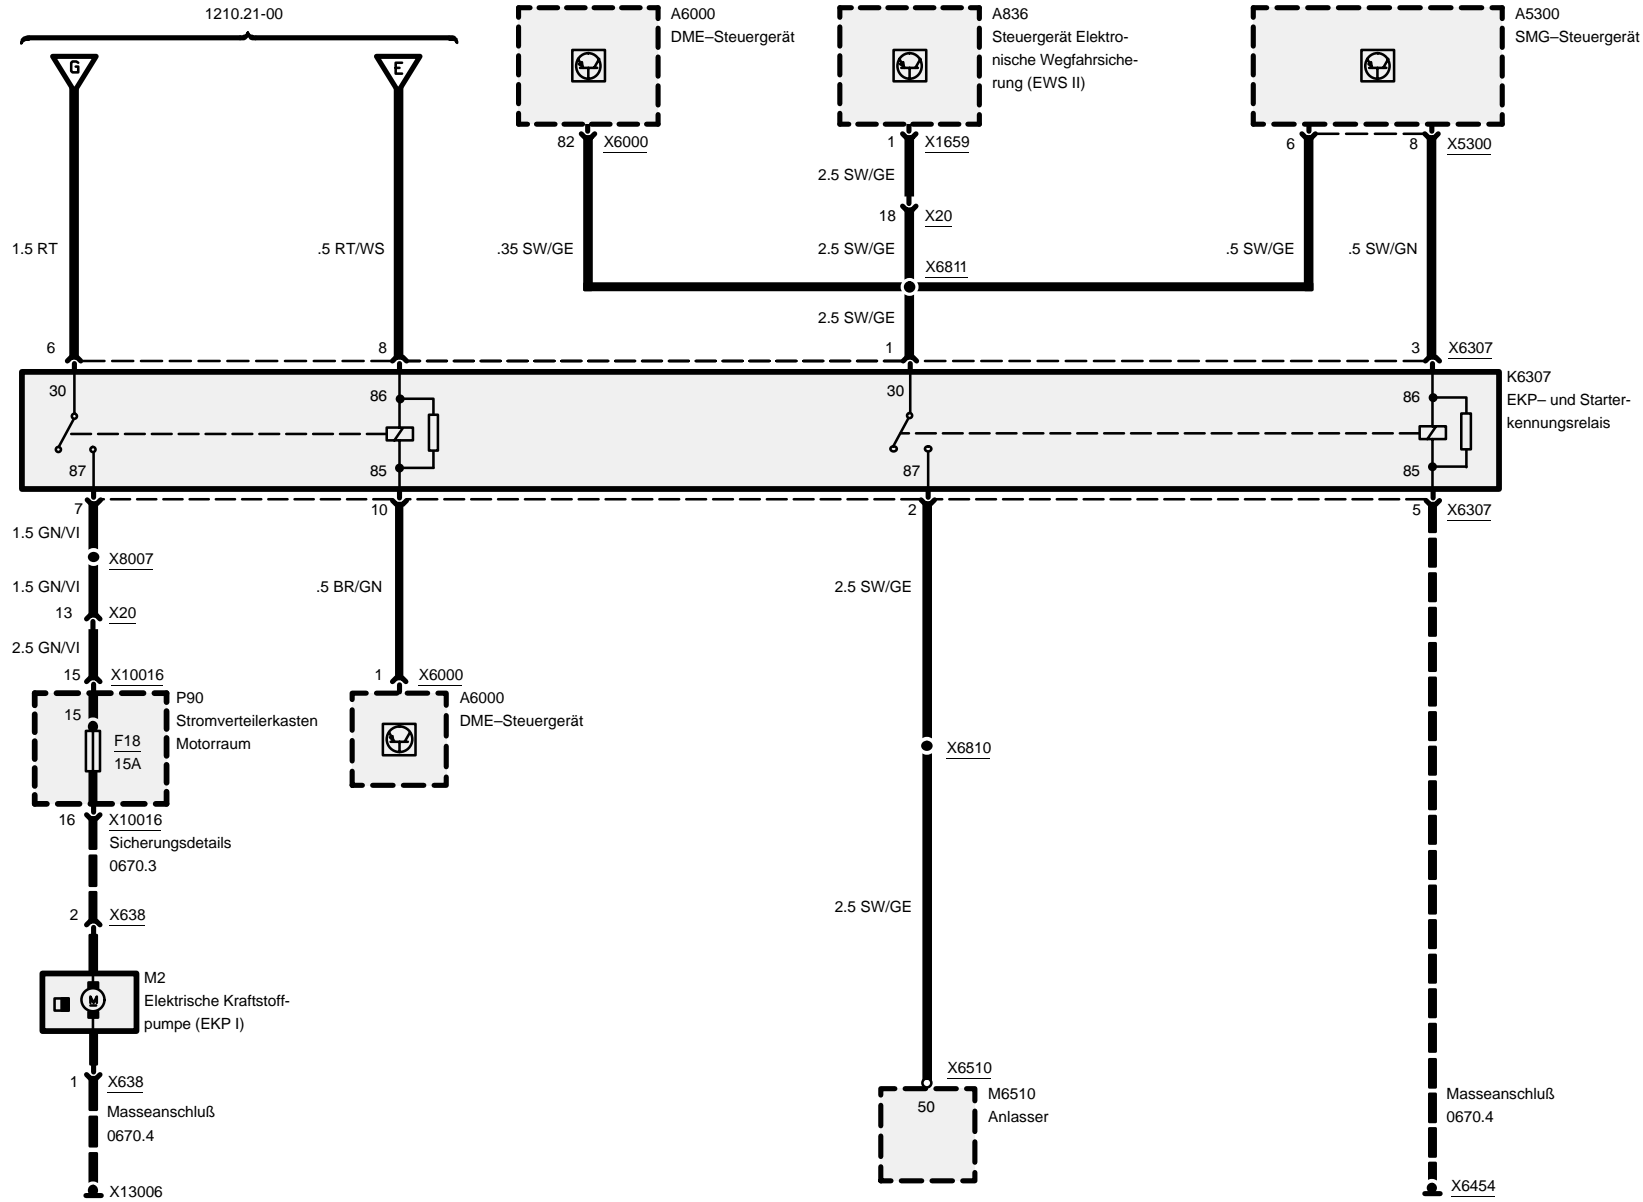 1210.21-00
G
E
A6000
DME–Steuergerät
A836
Steuergerät Elektro-
nische Wegfahrsiche-
rung (EWS II)
A5300
SMG–Steuergerät
82
X6000
1
X1659
6
8
X5300
2.5 SW/GE
18
X20
1.5 RT
.5 RT/WS
.35 SW/GE
2.5 SW/GE
.5 SW/GE
.5 SW/GN
X6811
2.5 SW/GE
6
8
1
3
X6307
30
86
30
86
K6307
EKP– und Starter-
kennungsrelais
87
85
87
85
7
10
2
5
X6307
1.5 GN/VI
X8007
1.5 GN/VI
.5 BR/GN
2.5 SW/GE
13
X20
2.5 GN/VI
15
X10016
1
X6000
P90
Stromverteilerkasten
Motorraum
15
F18
15A
A6000
DME–Steuergerät
X6810
16
X10016
Sicherungsdetails
0670.3
2
X638
2.5 SW/GE
M2
Elektrische Kraftstoff-
pumpe (EKP I)
M
1
X638
Masseanschluß
0670.4
X13006
X6510
M6510
Anlasser
50
Masseanschluß
0670.4
X6454